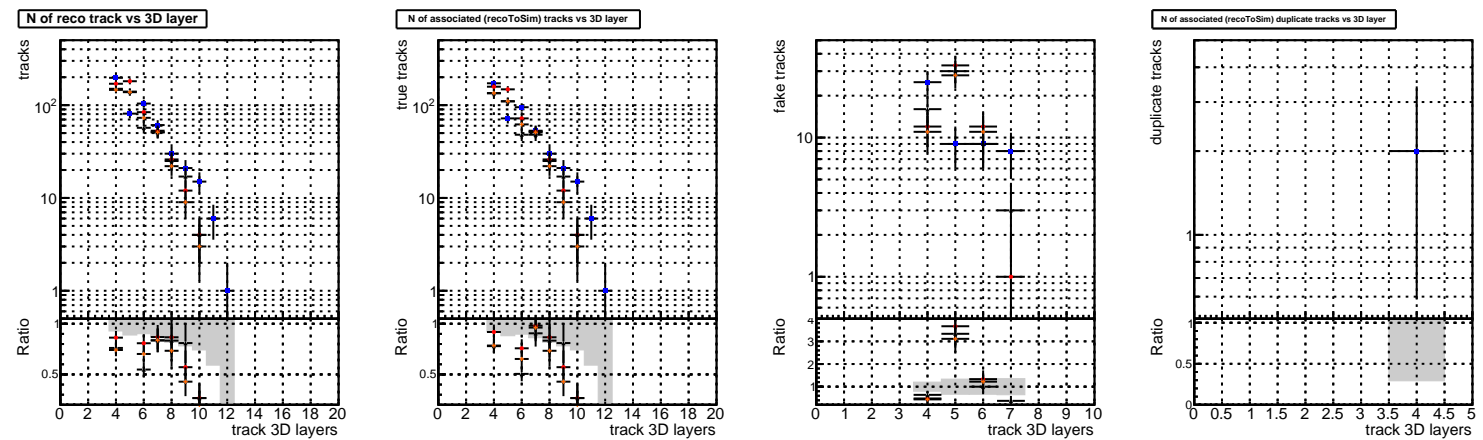 N of reco track vs 3D layer
tracks
10²
10
1
Ratio
1
0.5
0 2 4 6 8 10 12 14 16 18 20
track 3D layers
N of associated (recoToSim) tracks vs 3D layer
true tracks
10²
10
1
Ratio
1
0.5
0 2 4 6 8 10 12 14 16 18 20
track 3D layers
fake tracks
10
1
Ratio
4
3
2
1
0 1 2 3 4 5 6 7 8 9 10
track 3D layers
N of associated (recoToSim) duplicate tracks vs 3D layer
duplicate tracks
1
Ratio
1
0.5
0
0 0.5 1 1.5 2 2.5 3 3.5 4 4.5 5
track 3D layers